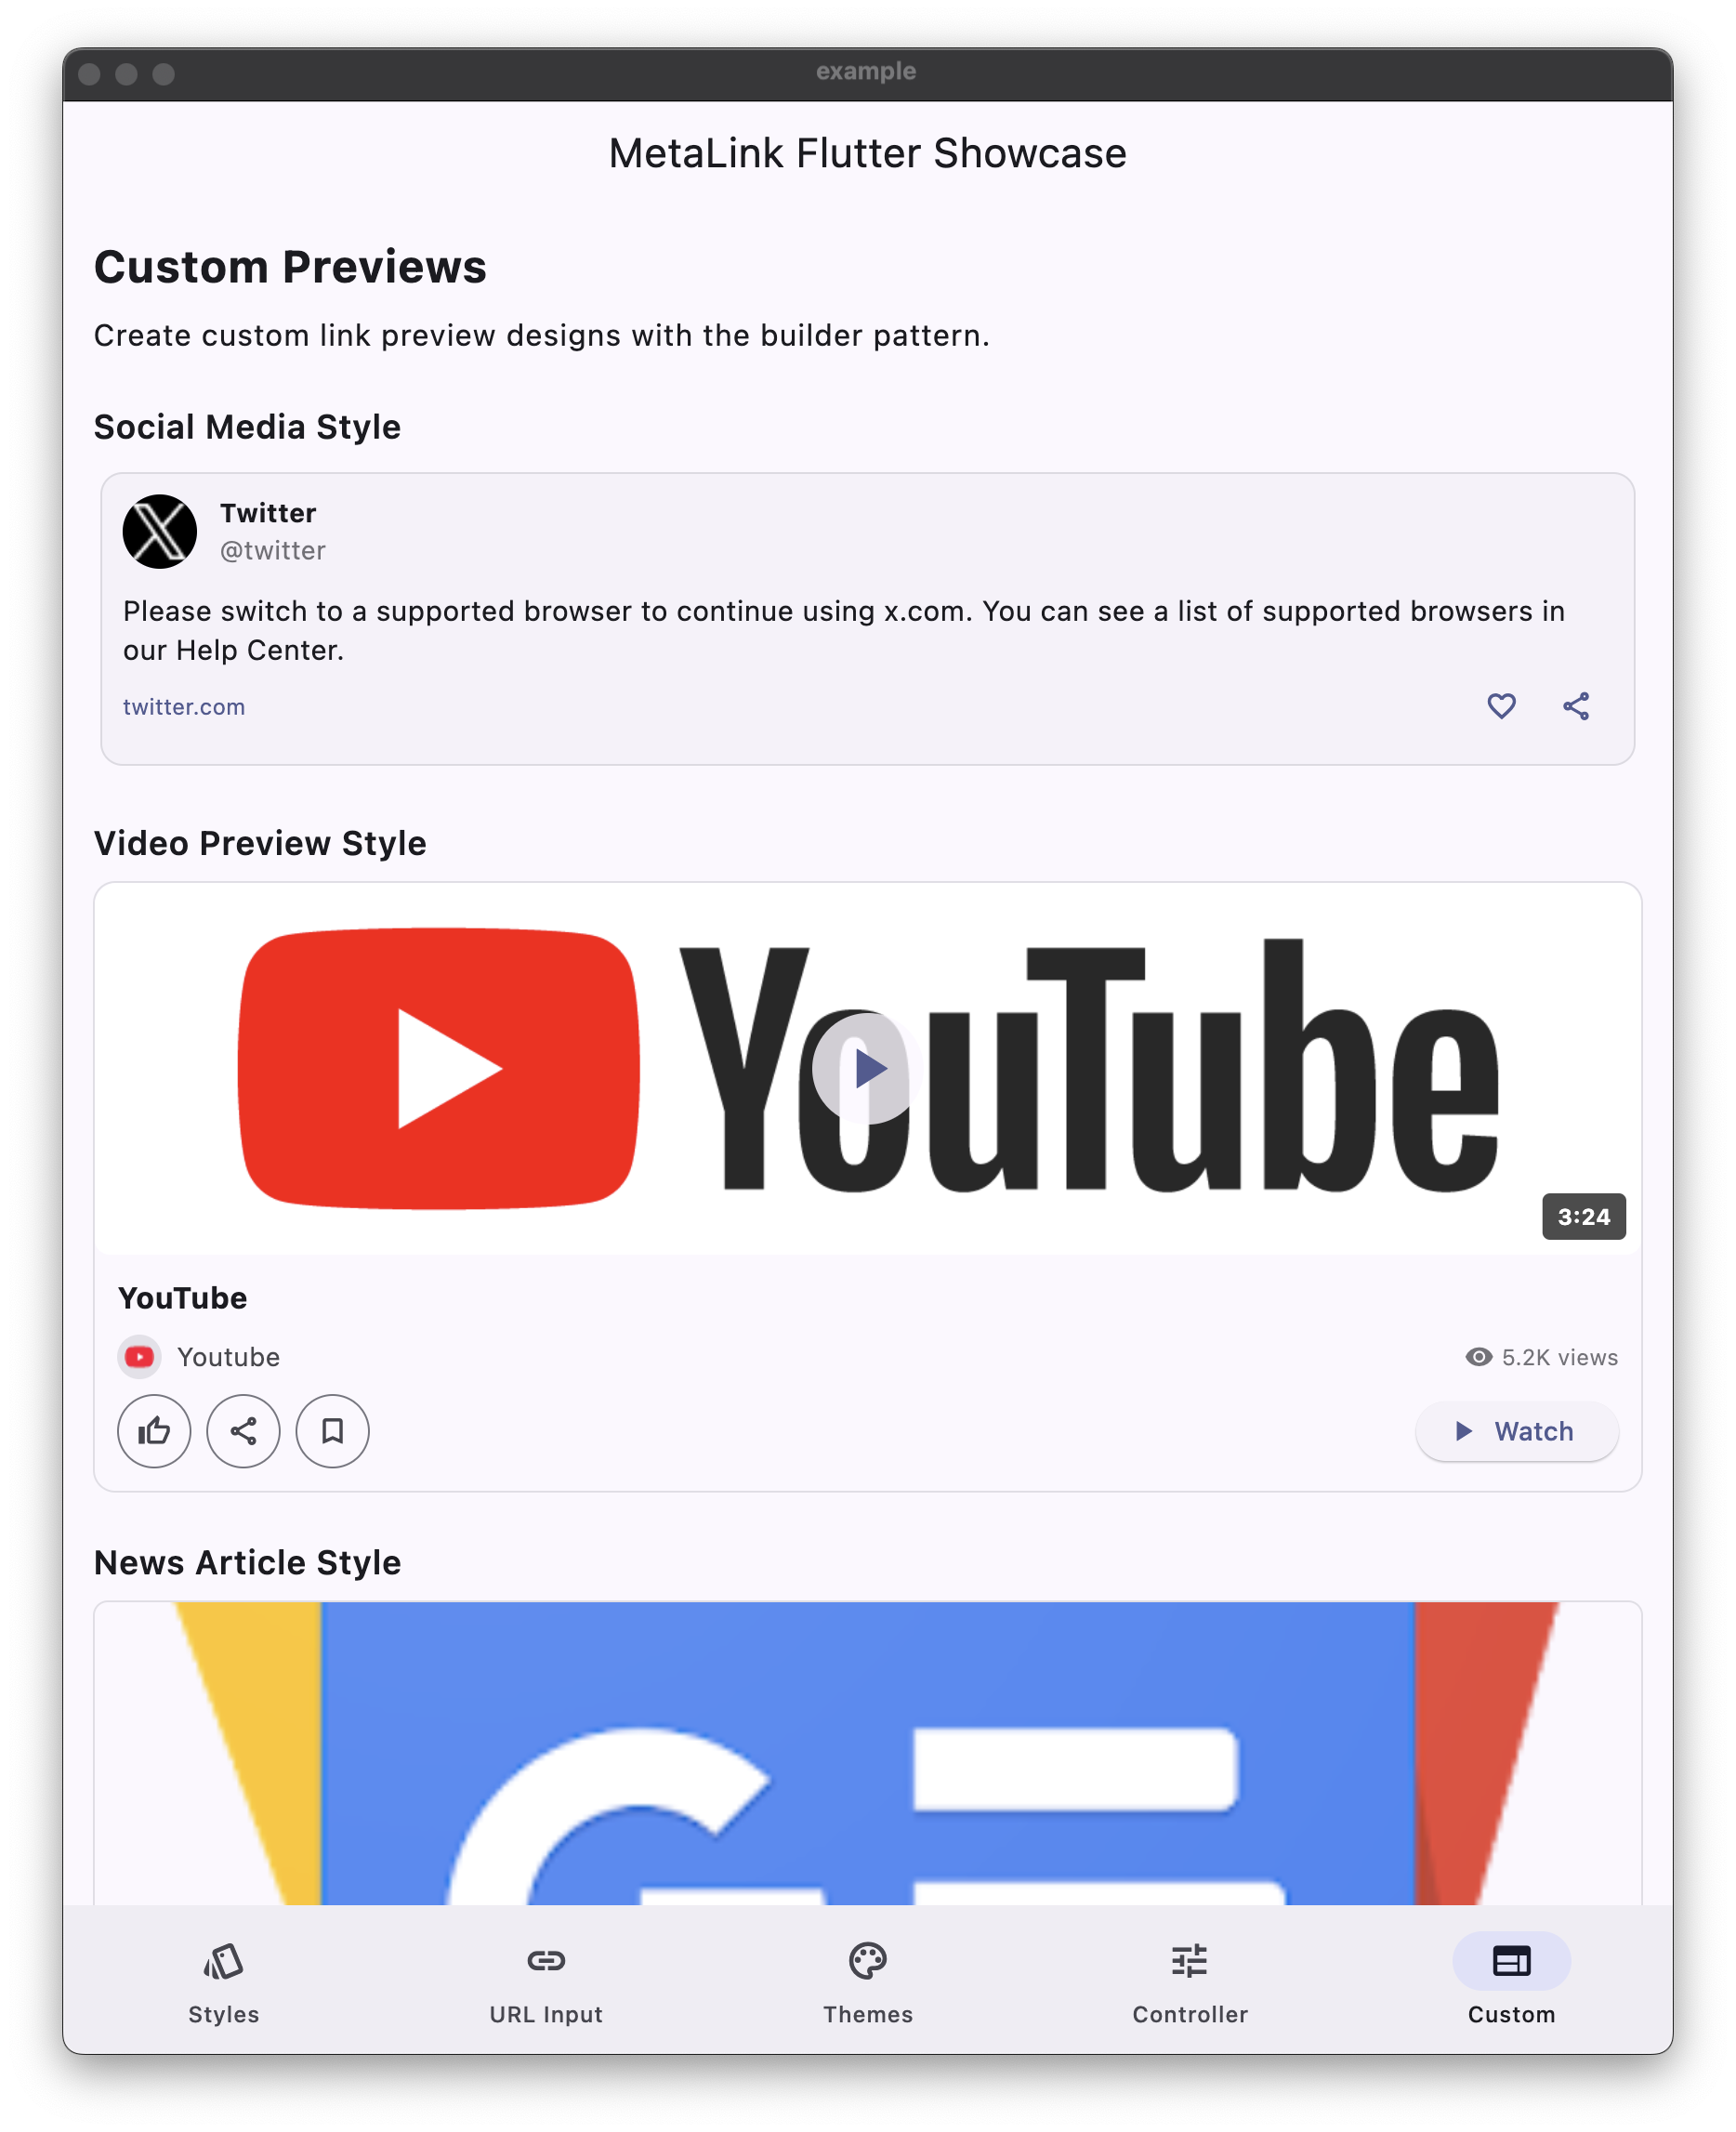 example
MetaLink Flutter Showcase
Custom Previews
Create custom link preview designs with the builder pattern.
Social Media Style
Twitter
@twitter
Please switch to a supported browser to continue using x.com. You can see a list of supported browsers in
our Help Center.
twitter.com
Video Preview Style
YouTube
3:24
YouTube
Youtube
5.2K views
Watch
News Article Style
G
Styles
URL Input
Themes
Controller
Custom